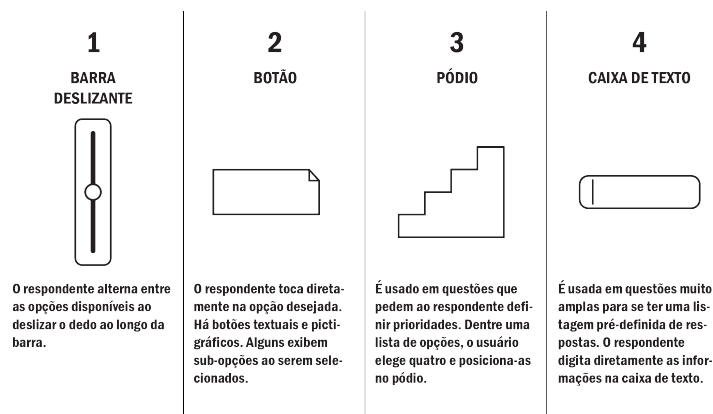 1
BARRA
DESLIZANTE
O respondente alterna entre
as opções disponíveis ao
deslizar o dedo ao longo da
barra.
2
BOTÃO
O respondente toca direta-
mente na opção desejada.
Há botões textuais e picti-
gráficos. Alguns exibem
sub-opções ao serem sele-
cionados.
3
PÓDIO
É usado em questões que
pedem ao respondente defi-
nir prioridades. Dentre uma
lista de opções, o usuário
elege quatro e posiciona-as
no pódio.
4
CAIXA DE TEXTO
É usada em questões muito
amplas para se ter uma lis-
tagem pré-definida de res-
postas. O respondente
digita diretamente as infor-
mações na caixa de texto.